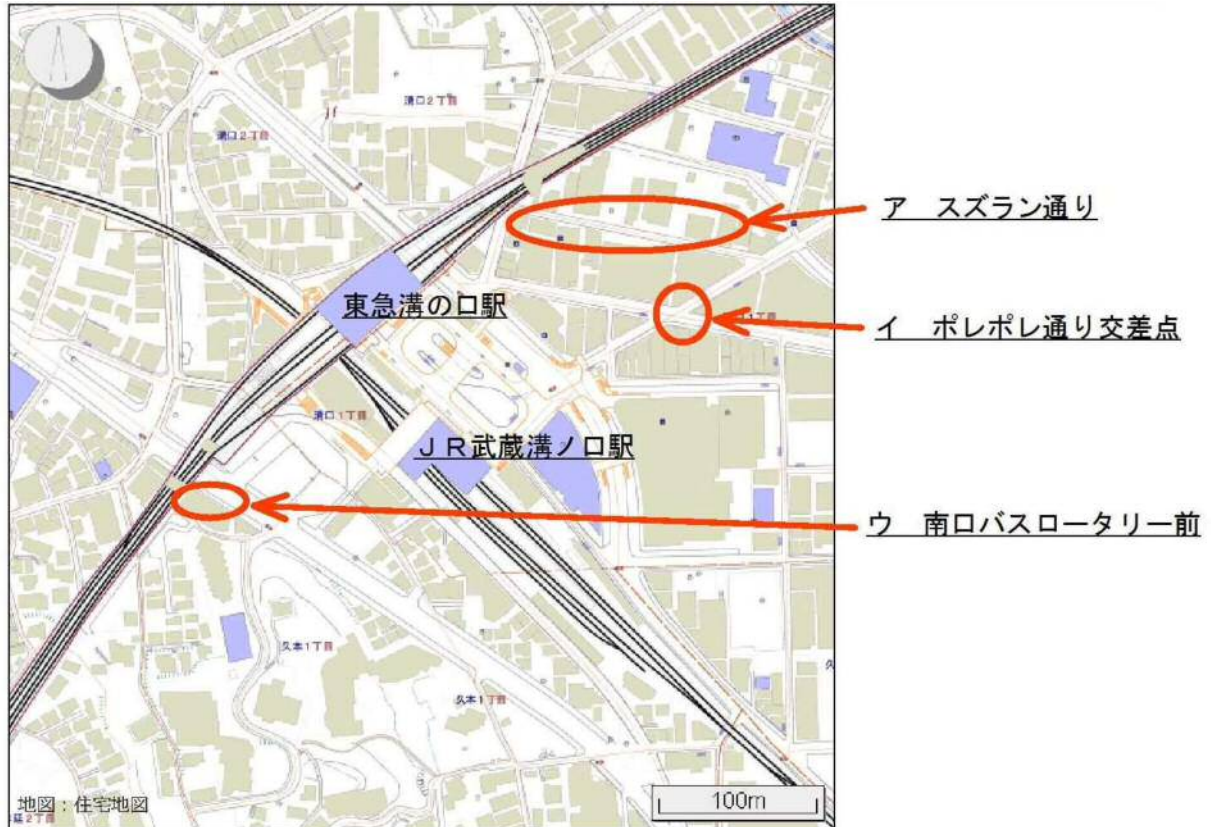 溝口2丁目
溝口2丁目
ア スズラン通り
東急溝の口駅
イ ポレポレ通り交差点
溝口1丁目
JR武蔵溝ノ口駅
ウ 南口バスロータリー前
久本1丁目
久本1丁目
地図:住宅地図
100m